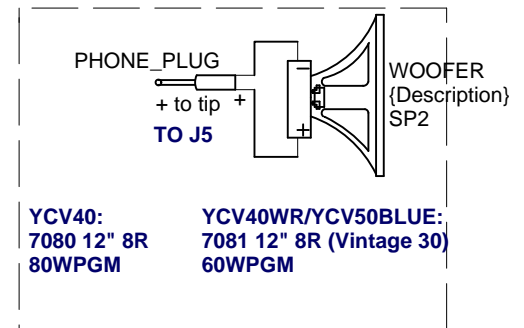 PHONE_PLUG
+ to tip +
TO J5
−
+
WOOFER
{Description}
SP2
YCV40:
7080 12" 8R
80WPGM
YCV40WR/YCV50BLUE:
7081 12" 8R (Vintage 30)
60WPGM